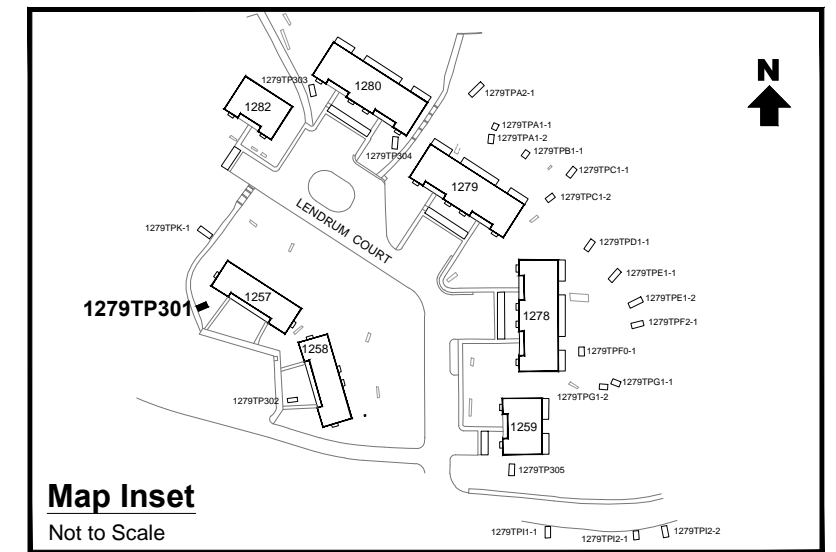 1279TP303
1280
1282
1279TPA2-1
N
1279TPA1-1
1279TPA1-2
1279TPB1-1
1279TP304
1279TPC1-1
1279
1279TPC1-2
LENDRUM COURT
1279TPK-1
1279TPD1-1
1279TPE1-1
1257
1279TPE1-2
1279TP301
1278
1279TPF2-1
1258
1279TPF0-1
1279TPG1-1
1279TPG1-2
1279TP302
1259
1279TP305
Map Inset
Not to Scale
1279TPI1-1
1279TPI2-1
1279TPI2-2